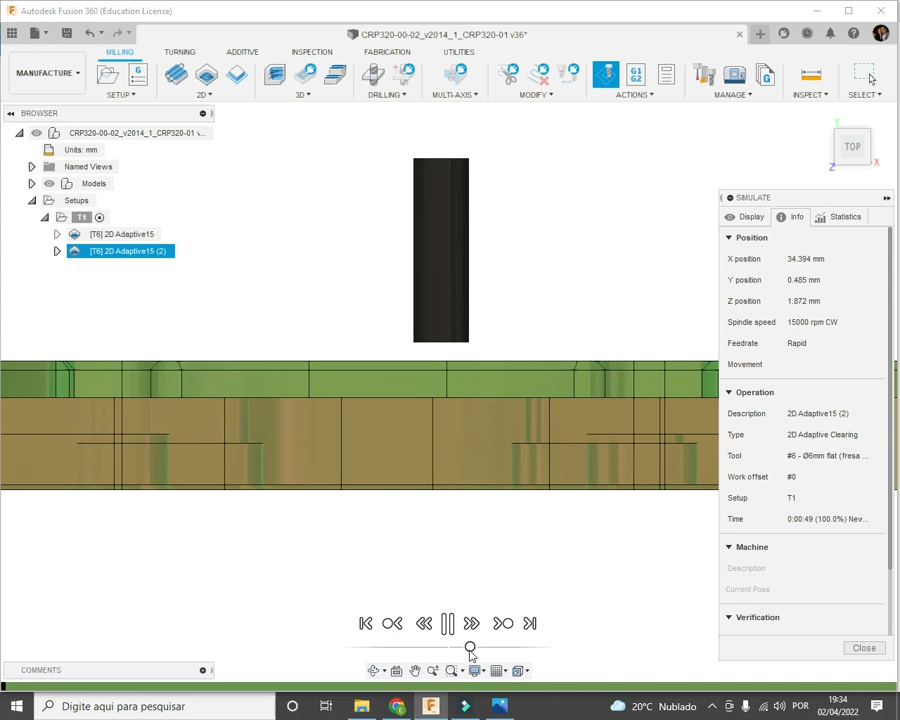 Autodesk Fusion 360 (Education License)
CRP320-00-02_v2014_1_CRP320-01 v36*
MILLING TURNING ADDITIVE INSPECTION FABRICATION UTILITIES
MANUFACTURE
G1
G2
SETUP 2D 3D DRILLING MULTI-AXIS MODIFY ACTIONS MANAGE INSPECT SELECT
BROWSER
CRP320-00-02_v2014_1_CRP320-01 v...
Units: mm
Named Views
Models
Setups
T1
[T6] 2D Adaptive15
[T6] 2D Adaptive15 (2)
Y
TOP
X
Z
SIMULATE
Display Info Statistics
Position
X position 34.394 mm
Y position 0.485 mm
Z position 1.872 mm
Spindle speed 15000 rpm CW
Feedrate Rapid
Movement
Operation
Description 2D Adaptive15 (2)
Type 2D Adaptive Clearing
Tool #6 - Ø6mm flat (fresa ...
Work offset #0
Setup T1
Time 0:00:49 (100.0%) Nev...
Machine
Description
Current Pose
Verification
Close
COMMENTS
Digite aqui para pesquisar
20°C Nublado
POR
19:34
02/04/2022